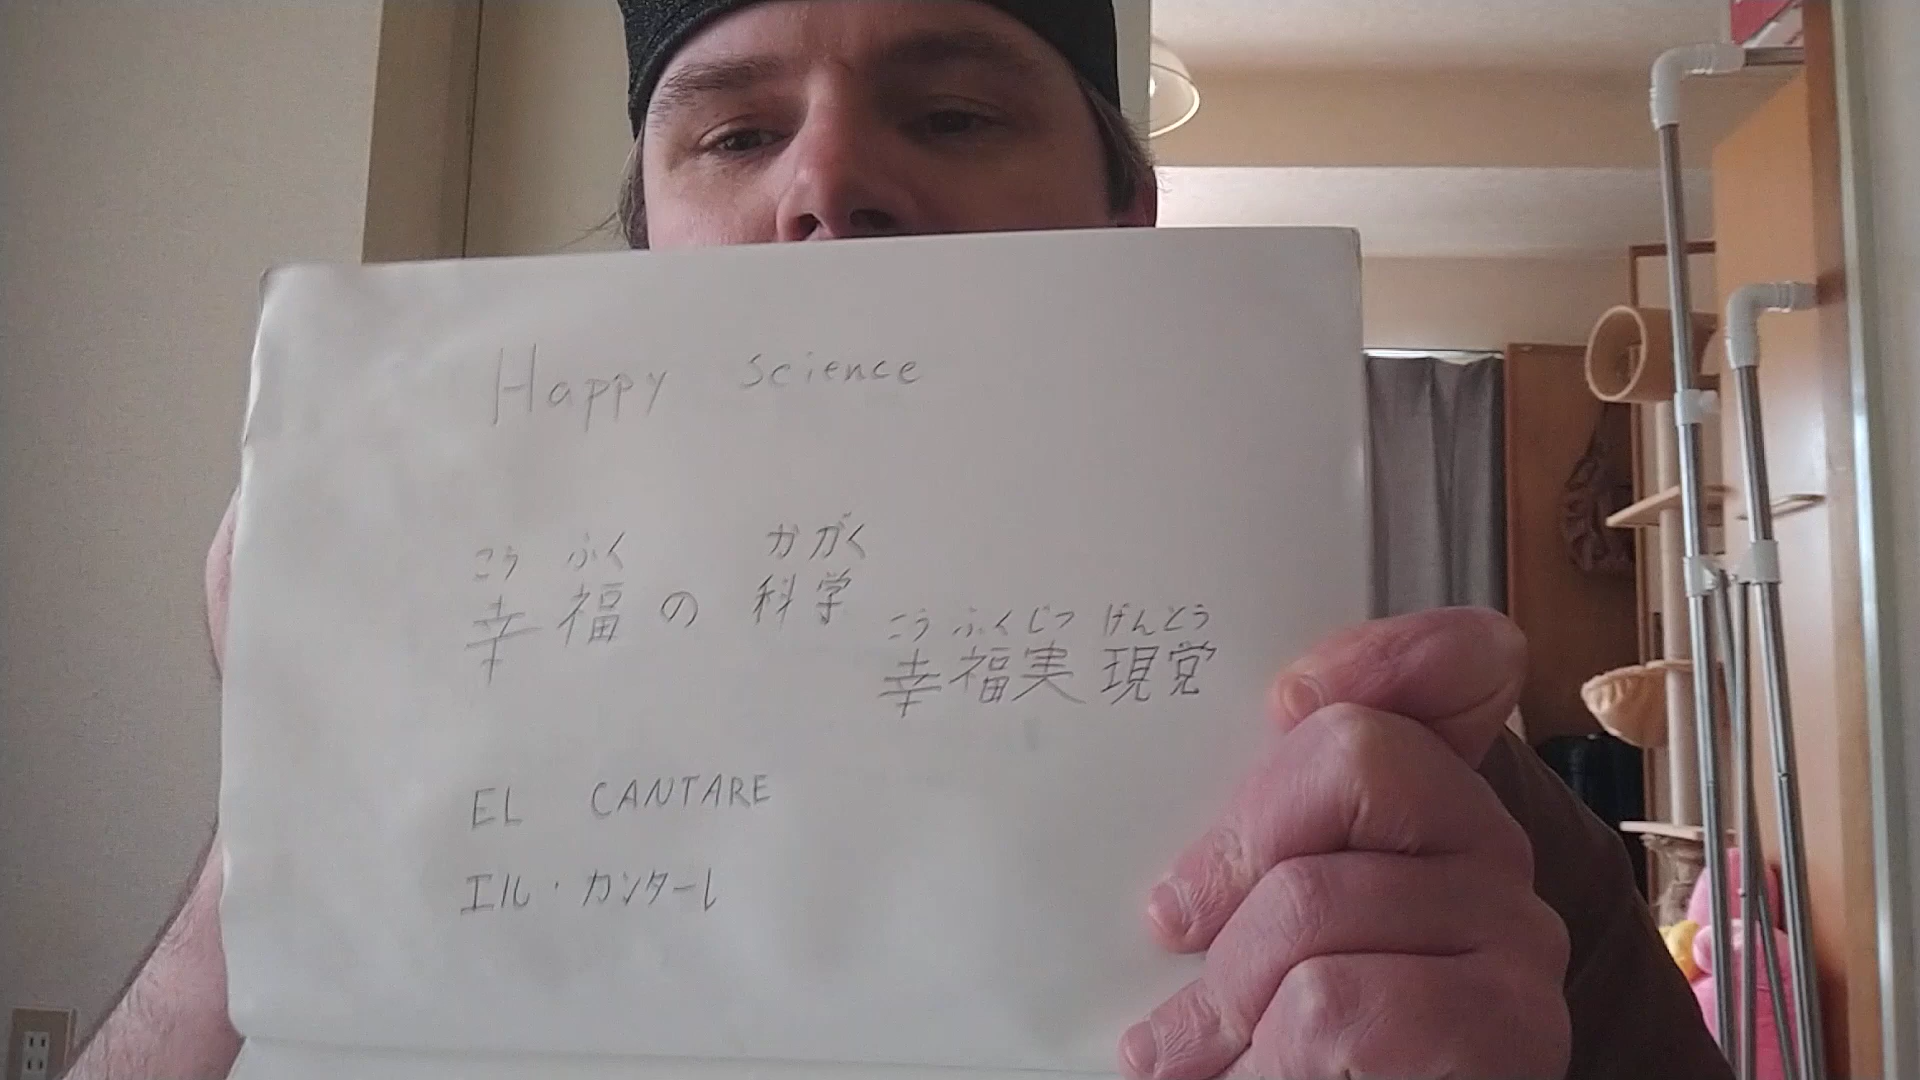 Happy Science
こう ふく かがく
幸福の科学
こう ふくじつ げんとう
幸福実現党
EL CANTARE
エル・カンターレ